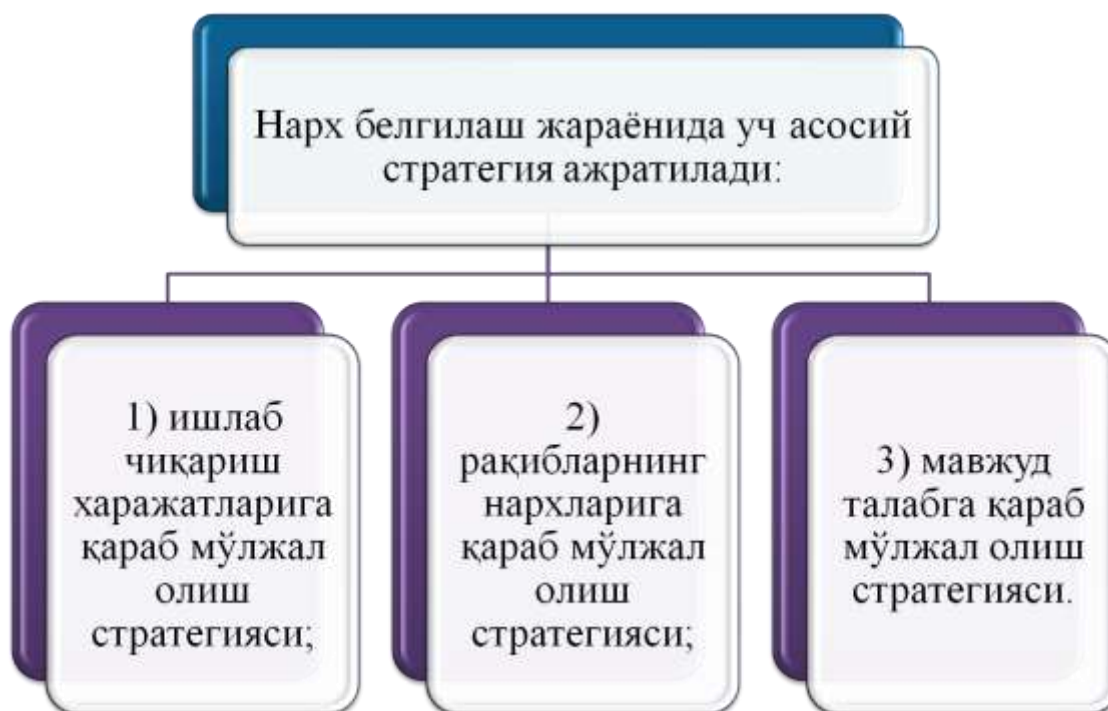 Нарх белгилаш жараёнида уч асосий
стратегия ажратилади:
1) ишлаб
чиқариш
харажатларига
қараб мўлжал
олиш
стратегияси;
2)
рақибларнинг
нархларига
қараб мўлжал
олиш
стратегияси;
3) мавжуд
талабга қараб
мўлжал олиш
стратегияси.